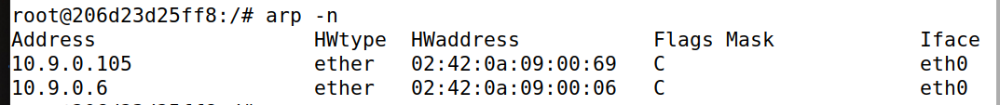 root@206d23d25ff8:/# arp -n
Address                  HWtype  HWaddress           Flags Mask            Iface
10.9.0.105               ether   02:42:0a:09:00:69   C                     eth0
10.9.0.6                 ether   02:42:0a:09:00:06   C                     eth0